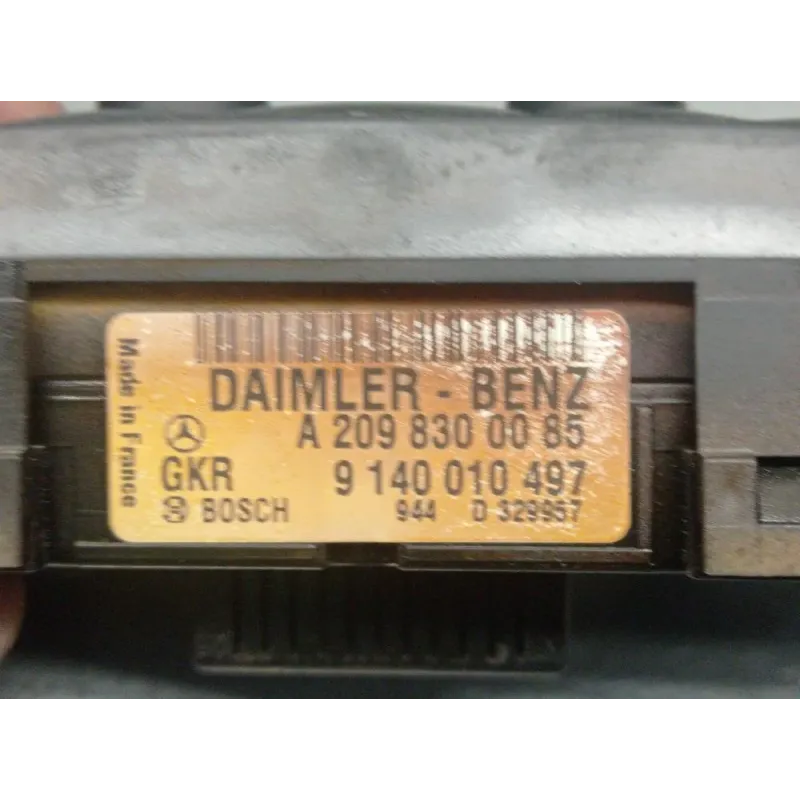 DAIMLER - BENZ
A 209 830 00 85
GKR 9 140 010 497
BOSCH 944 D 329957
Made in France